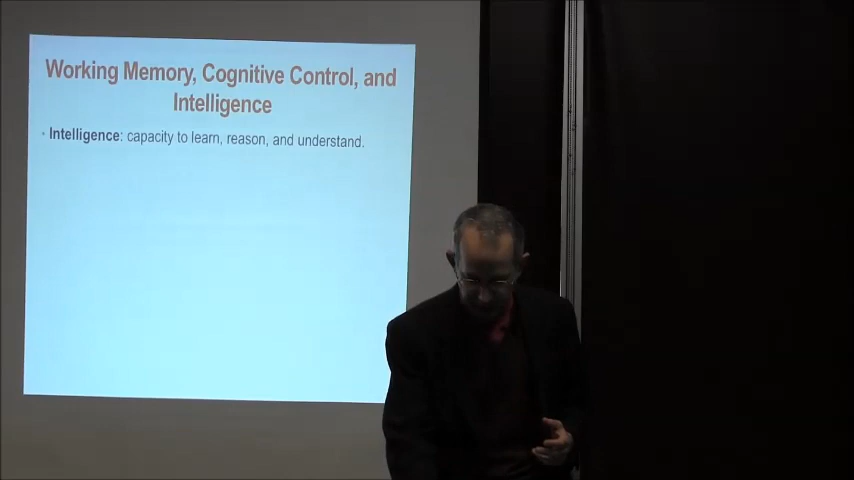 Working Memory, Cognitive Control, and
Intelligence
• Intelligence: capacity to learn, reason, and understand.